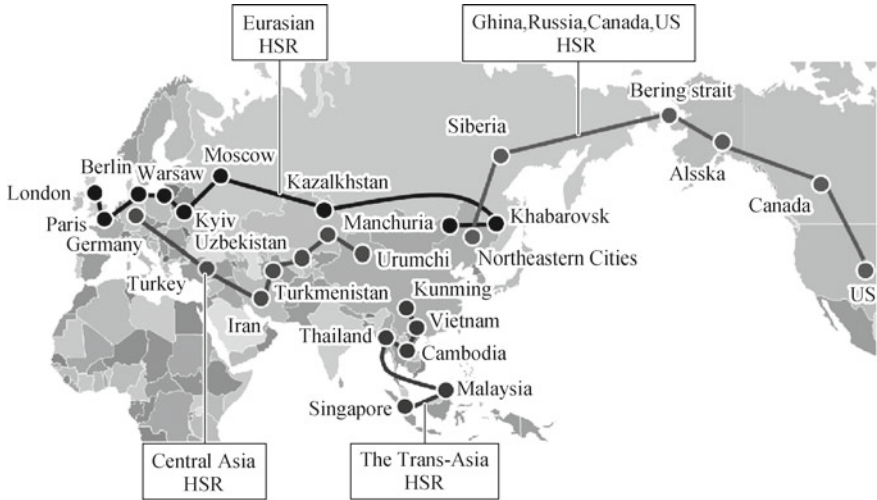 Eurasian
HSR
Ghina,Russia,Canada,US
HSR
Bering strait
Siberia
Moscow
Berlin
Warsaw
Alsska
Kazalkhstan
London
Canada
Manchuria
Khabarovsk
Paris
Kyiv
Germany
Uzbekistan
Urumchi
Northeastern Cities
Turkey
Turkmenistan
Kunming
US
Iran
Thailand
Vietnam
Cambodia
Malaysia
Singapore
Central Asia
HSR
The Trans-Asia
HSR